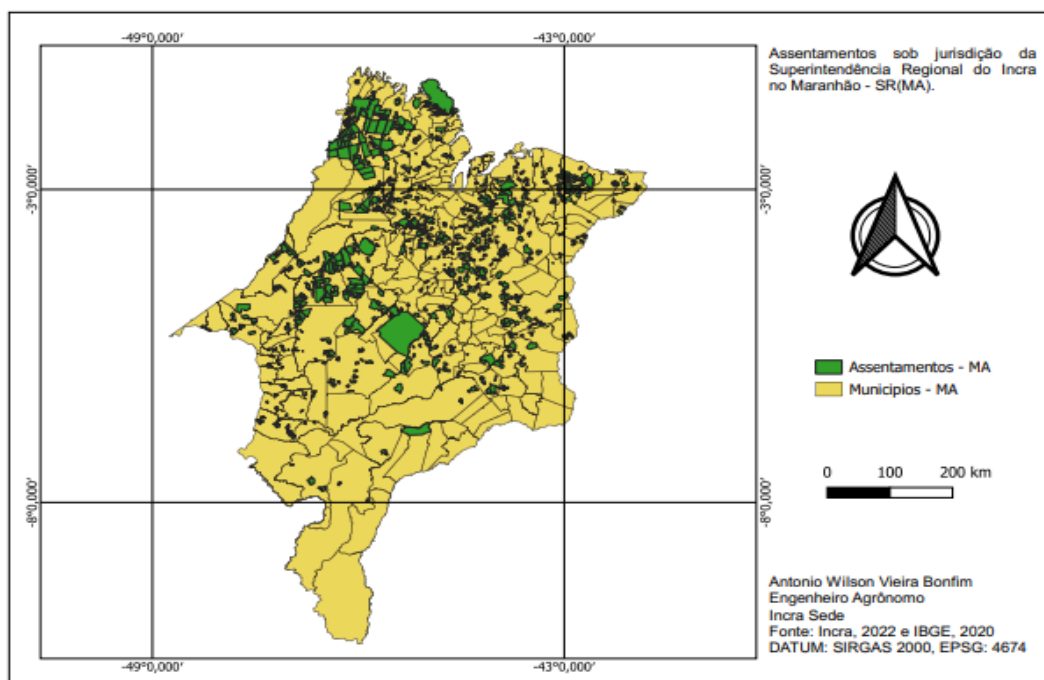 -49°0,000'
-43°0,000'
Assentamentos sob jurisdição da
Superintendência Regional do Incra
no Maranhão - SR(MA).
-3°0,000'
-3°0,000'
Assentamentos - MA
Municipios - MA
0 100 200 km
-8°0,000'
-8°0,000'
Antonio Wilson Vieira Bonfim
Engenheiro Agrônomo
Incra Sede
Fonte: Incra, 2022 e IBGE, 2020
DATUM: SIRGAS 2000, EPSG: 4674
-49°0,000'
-43°0,000'